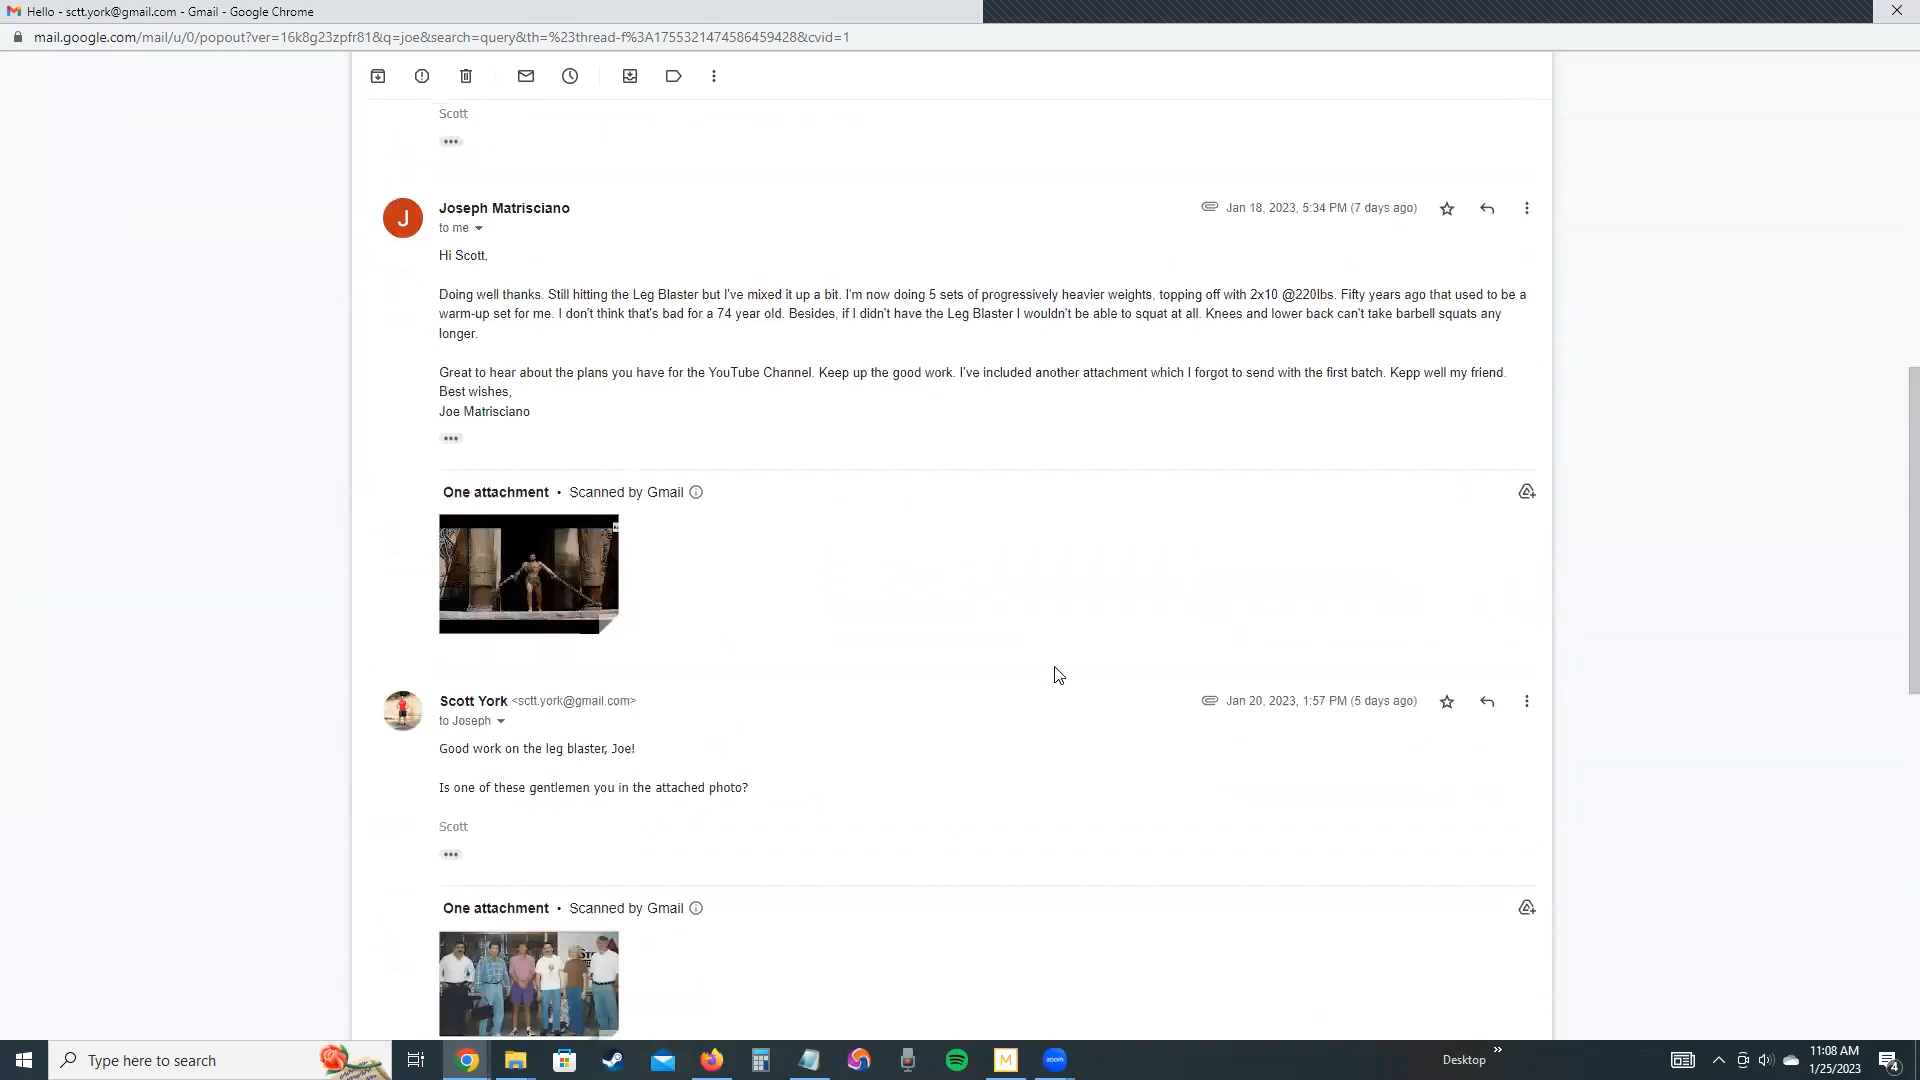 Hello - sctt.york@gmail.com - Gmail - Google Chrome
mail.google.com/mail/u/0/popout?ver=16k8g23zpfr81&q=joe&search=query&th=%23thread-f%3A1755321474586459428&cvid=1
Scott
Joseph Matrisciano
Jan 18, 2023, 5:34 PM (7 days ago)
to me
Hi Scott,
Doing well thanks. Still hitting the Leg Blaster but I've mixed it up a bit. I'm now doing 5 sets of progressively heavier weights, topping off with 2x10 @220lbs. Fifty years ago that used to be a
warm-up set for me. I don't think that's bad for a 74 year old. Besides, if I didn't have the Leg Blaster I wouldn't be able to squat at all. Knees and lower back can't take barbell squats any
longer.
Great to hear about the plans you have for the YouTube Channel. Keep up the good work. I've included another attachment which I forgot to send with the first batch. Kepp well my friend.
Best wishes,
Joe Matrisciano
One attachment • Scanned by Gmail
Scott York <sctt.york@gmail.com>
Jan 20, 2023, 1:57 PM (5 days ago)
to Joseph
Good work on the leg blaster, Joe!
Is one of these gentlemen you in the attached photo?
Scott
One attachment • Scanned by Gmail
Type here to search
zoom
Desktop
11:08 AM
1/25/2023
4